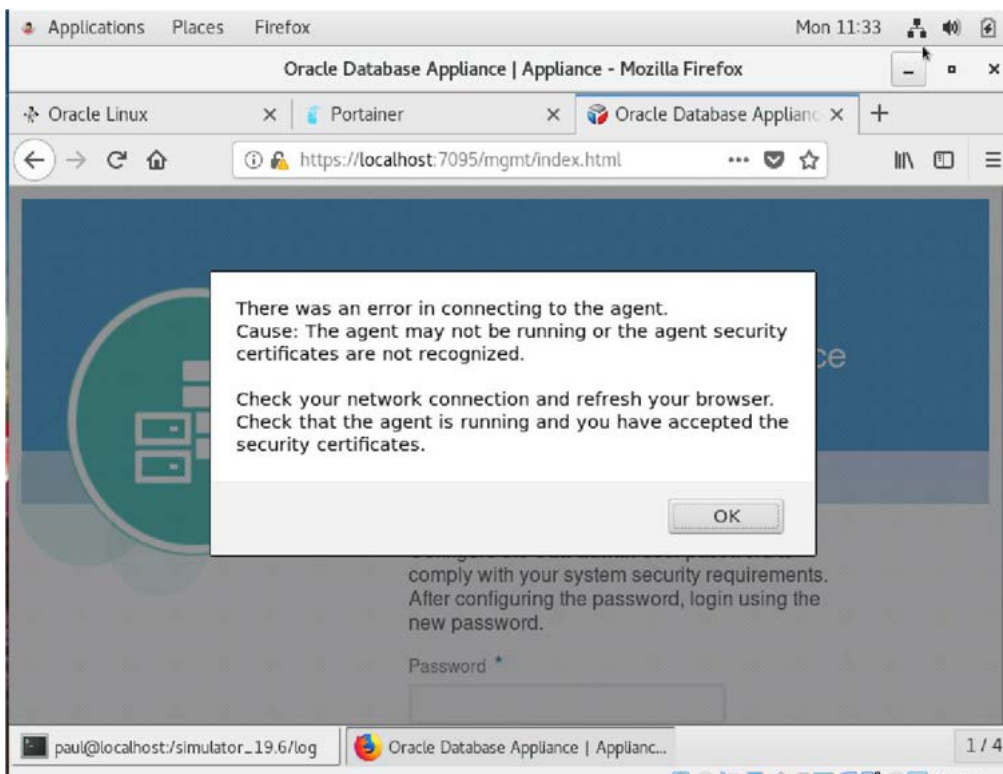 Applications Places Firefox Mon 11:33
Oracle Database Appliance | Appliance - Mozilla Firefox
Oracle Linux Portainer Oracle Database Applianc
https://localhost:7095/mgmt/index.html
There was an error in connecting to the agent.
Cause: The agent may not be running or the agent security
certificates are not recognized.
Check your network connection and refresh your browser.
Check that the agent is running and you have accepted the
security certificates.
OK
comply with your system security requirements.
After configuring the password, login using the
new password.
Password *
paul@localhost:/simulator_19.6/log Oracle Database Appliance | Applianc... 1 / 4